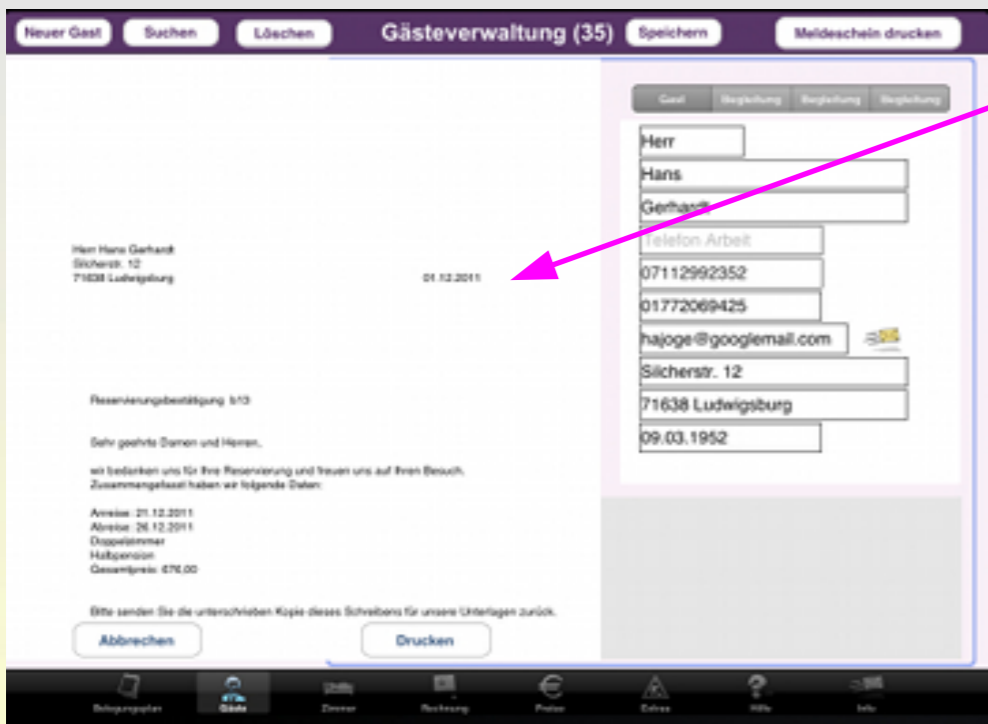 Neuer Gast Suchen Löschen Gästeverwaltung (35) Speichern Meldeschein drucken
Gast Begleitung Begleitung Begleitung
Herr
Hans
Gerhardt
Telefon Arbeit
07112992352
01772069425
hajoge@googlemail.com
Silcherstr. 12
71638 Ludwigsburg
09.03.1952
Herr Hans Gerhardt
Silcherstr. 12
71638 Ludwigsburg 01.12.2011
Reservierungsbestätigung b13
Sehr geehrte Damen und Herren,
wir bedanken uns für Ihre Reservierung und freuen uns auf Ihren Besuch.
Zusammengefasst haben wir folgende Daten:
Anreise: 21.12.2011
Abreise: 26.12.2011
Doppelzimmer
Halbpension
Gesamtpreis: 676,00
Bitte senden Sie die unterschrieben Kopie dieses Schreibens für unsere Unterlagen zurück.
Abbrechen Drucken
Belegungsplan Gäste Zimmer Rechnung Preise Extras Hilfe Info